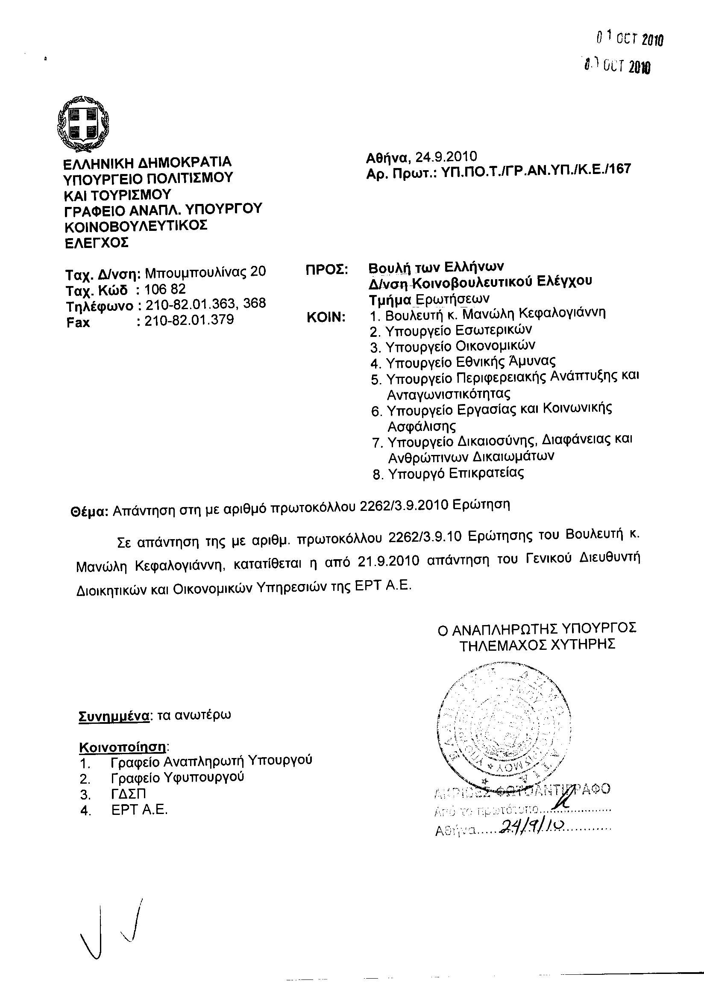 0 1 OCT 2010
OCT 2010
ΕΛΛΗΝΙΚΗ ΔΗΜΟΚΡΑΤΙΑ
ΥΠΟΥΡΓΕΙΟ ΠΟΛΙΤΙΣΜΟΥ
ΚΑΙ ΤΟΥΡΙΣΜΟΥ
ΓΡΑΦΕΙΟ ΑΝΑΠΛ. ΥΠΟΥΡΓΟΥ
ΚΟΙΝΟΒΟΥΛΕΥΤΙΚΟΣ
ΕΛΕΓΧΟΣ
Αθήνα, 24.9.2010
Αρ. Πρωτ.: ΥΠ.ΠΟ.Τ./ΓΡ.ΑΝ.ΥΠ./Κ.Ε./167
Ταχ. Δ/νση: Μπουμπουλίνας 20
Ταχ. Κώδ : 106 82
Τηλέφωνο : 210-82.01.363, 368
Fax : 210-82.01.379
ΠΡΟΣ: Βουλή των Ελλήνων
Δ/νση Κοινοβουλευτικού Ελέγχου
Τμήμα Ερωτήσεων
ΚΟΙΝ: 1. Βουλευτή κ. Μανώλη Κεφαλογιάννη
2. Υπουργείο Εσωτερικών
3. Υπουργείο Οικονομικών
4. Υπουργείο Εθνικής Άμυνας
5. Υπουργείο Περιφερειακής Ανάπτυξης και
Ανταγωνιστικότητας
6. Υπουργείο Εργασίας και Κοινωνικής
Ασφάλισης
7. Υπουργείο Δικαιοσύνης, Διαφάνειας και
Ανθρώπινων Δικαιωμάτων
8. Υπουργό Επικρατείας
Θέμα: Απάντηση στη με αριθμό πρωτοκόλλου 2262/3.9.2010 Ερώτηση
Σε απάντηση της με αριθμ. πρωτοκόλλου 2262/3.9.10 Ερώτησης του Βουλευτή κ.
Μανώλη Κεφαλογιάννη, κατατίθεται η από 21.9.2010 απάντηση του Γενικού Διευθυντή
Διοικητικών και Οικονομικών Υπηρεσιών της ΕΡΤ Α.Ε.
Ο ΑΝΑΠΛΗΡΩΤΗΣ ΥΠΟΥΡΓΟΣ
ΤΗΛΕΜΑΧΟΣ ΧΥΤΗΡΗΣ
Συνημμένα: τα ανωτέρω
Κοινοποίηση:
1. Γραφείο Αναπληρωτή Υπουργού
2. Γραφείο Υφυπουργού
3. ΓΔΣΠ
4. ΕΡΤ Α.Ε.
ΑΚΡΙΒΕΣ ΦΩΤΟΑΝΤΙΓΡΑΦΟ
Από το πρωτότυπο
Αθήνα.....24/9/10